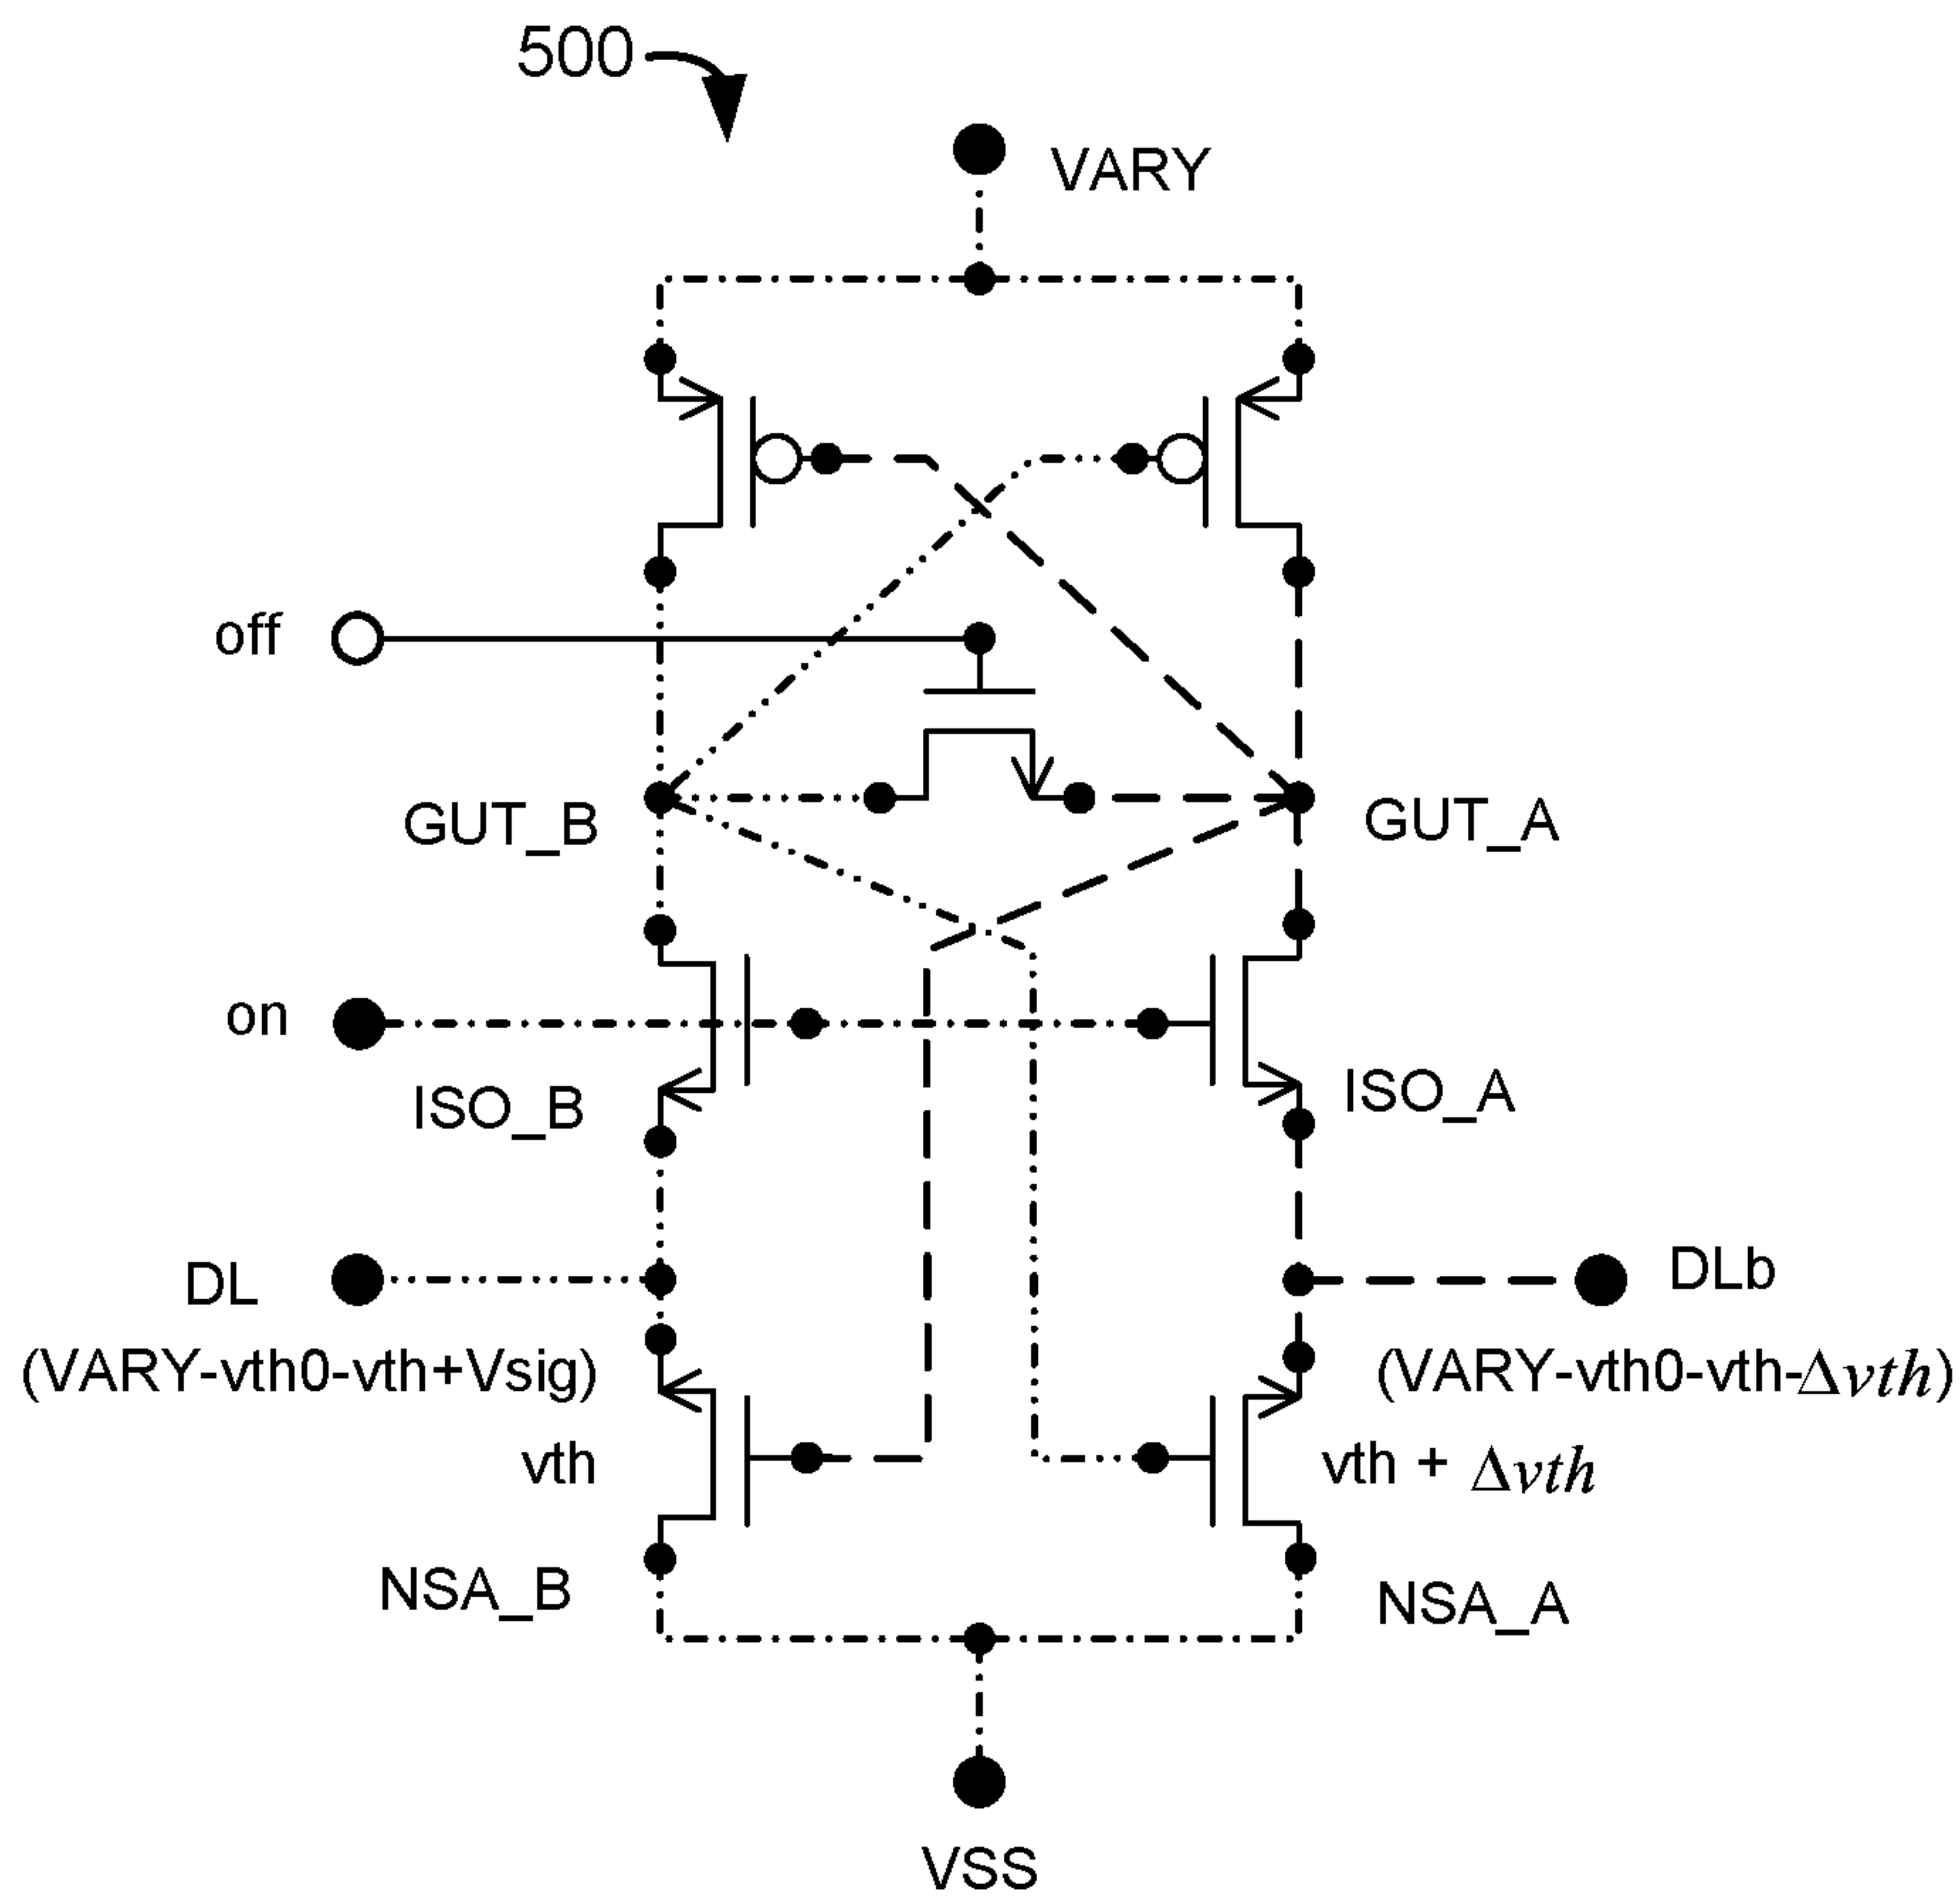 500
VARY
off
GUT_B
GUT_A
on
ISO_B
ISO_A
DL
DLb
(VARY-vth0-vth+Vsig)
(VARY-vth0-vth-Δvth)
vth
vth + Δvth
NSA_B
NSA_A
VSS